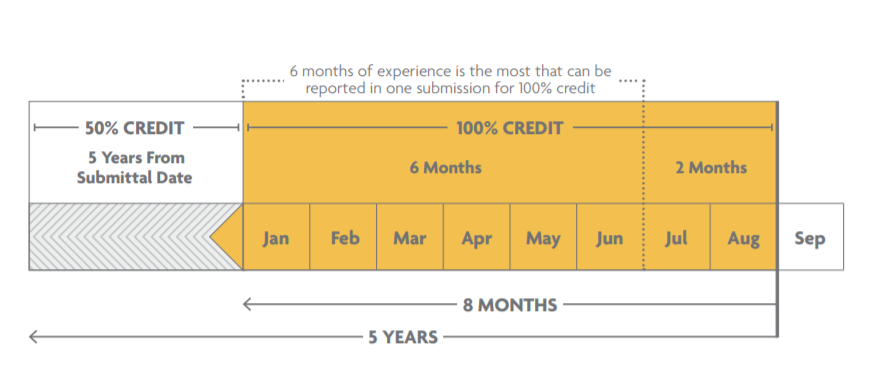 6 months of experience is the most that can be
reported in one submission for 100% credit
50% CREDIT
100% CREDIT
5 Years From
Submittal Date
6 Months
2 Months
Jan
Feb
Mar
Apr
May
Jun
Jul
Aug
Sep
8 MONTHS
5 YEARS